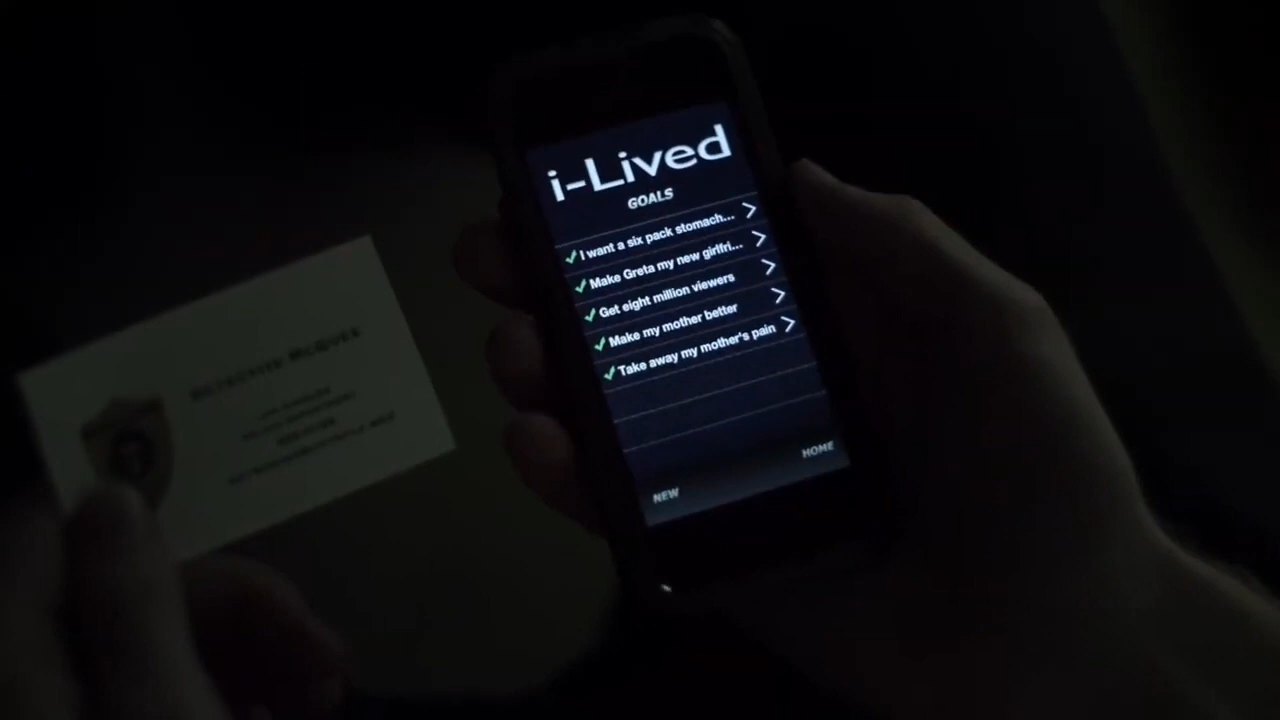 i-Lived
GOALS
I want a six pack stomach...
Make Greta my new girlfri...
Get eight million viewers
Make my mother better
Take away my mother's pain
HOME
NEW
DETECTIVE MCQUEE